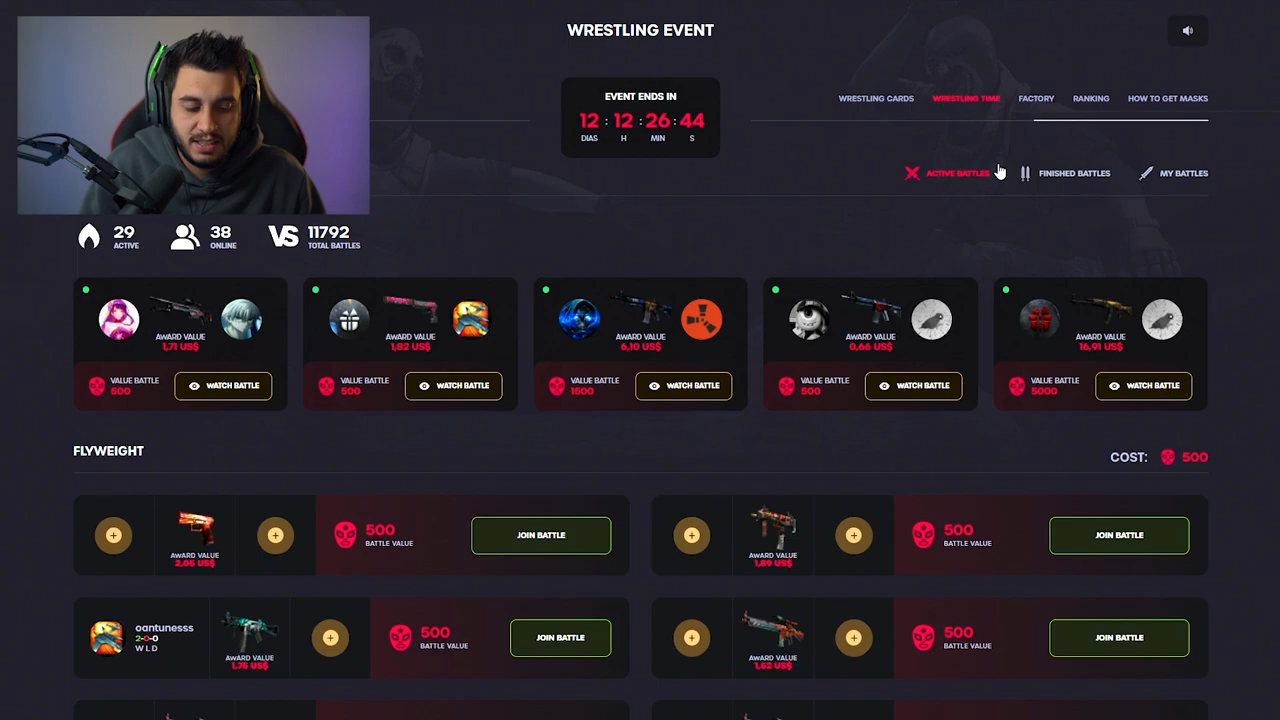 WRESTLING EVENT
EVENT ENDS IN
12 : 12 : 26 : 44
DIAS H MIN S
WRESTLING CARDS WRESTLING TIME FACTORY RANKING HOW TO GET MASKS
ACTIVE BATTLES FINISHED BATTLES MY BATTLES
29 38 VS 11792
ACTIVE ONLINE TOTAL BATTLES
AWARD VALUE AWARD VALUE AWARD VALUE AWARD VALUE AWARD VALUE
1,71 US$ 1,82 US$ 6,10 US$ 0,66 US$ 16,91 US$
VALUE BATTLE WATCH BATTLE VALUE BATTLE WATCH BATTLE VALUE BATTLE WATCH BATTLE VALUE BATTLE WATCH BATTLE VALUE BATTLE WATCH BATTLE
500 500 1500 500 5000
FLYWEIGHT
COST: 500
500 JOIN BATTLE 500 JOIN BATTLE
BATTLE VALUE BATTLE VALUE
AWARD VALUE AWARD VALUE
2,05 US$ 1,89 US$
oantunesss 500 JOIN BATTLE 500 JOIN BATTLE
2-0-0 BATTLE VALUE BATTLE VALUE
W L D
AWARD VALUE AWARD VALUE
1,75 US$ 1,52 US$